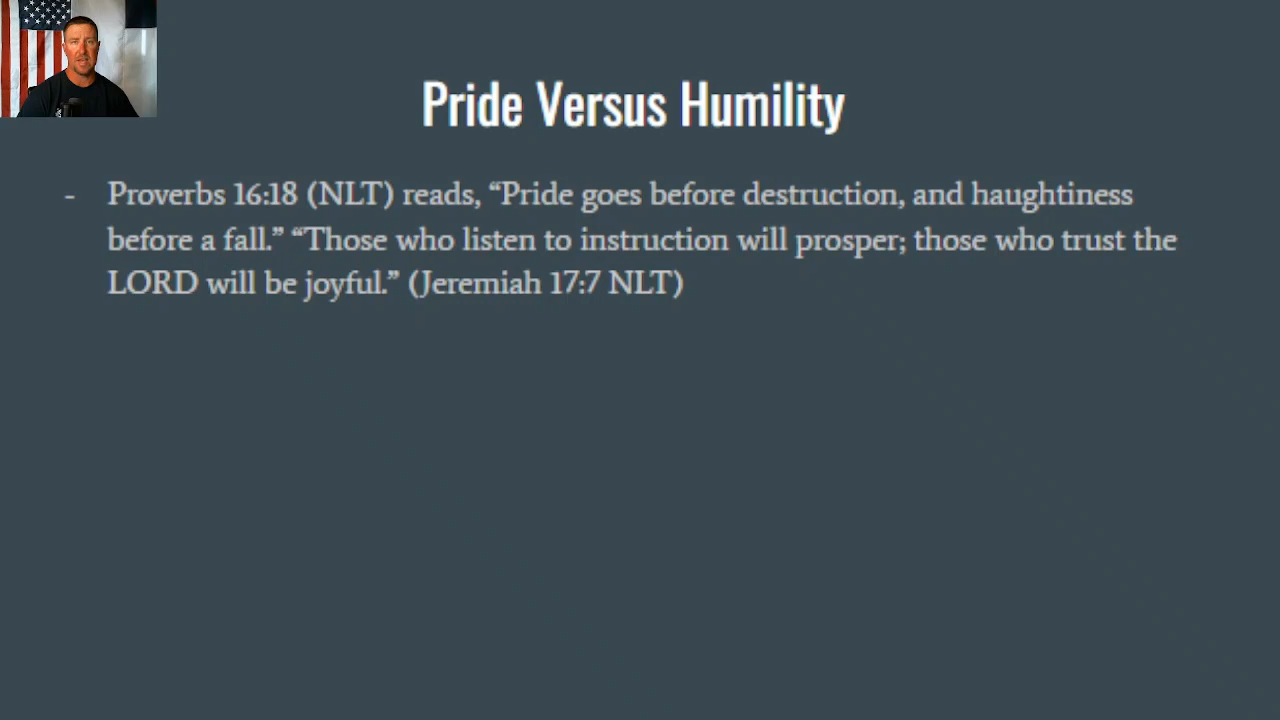 Pride Versus Humility
- Proverbs 16:18 (NLT) reads, “Pride goes before destruction, and haughtiness
before a fall.” “Those who listen to instruction will prosper; those who trust the
LORD will be joyful.” (Jeremiah 17:7 NLT)